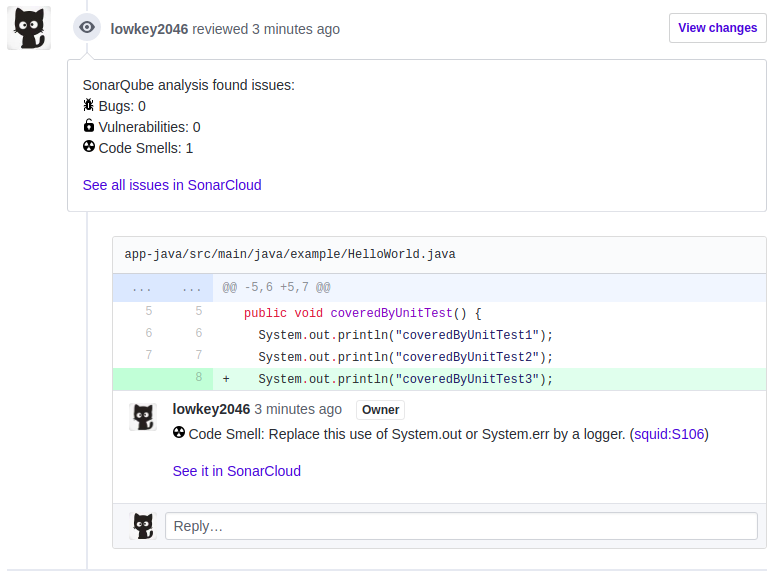 lowkey2046 reviewed 3 minutes ago
View changes
SonarQube analysis found issues:
Bugs: 0
Vulnerabilities: 0
Code Smells: 1
See all issues in SonarCloud
app-java/src/main/java/example/HelloWorld.java
... ... @@ -5,6 +5,7 @@
5 5 public void coveredByUnitTest() {
6 6 System.out.println("coveredByUnitTest1");
7 7 System.out.println("coveredByUnitTest2");
8 + System.out.println("coveredByUnitTest3");
lowkey2046 3 minutes ago Owner
Code Smell: Replace this use of System.out or System.err by a logger. (squid:S106)
See it in SonarCloud
Reply…